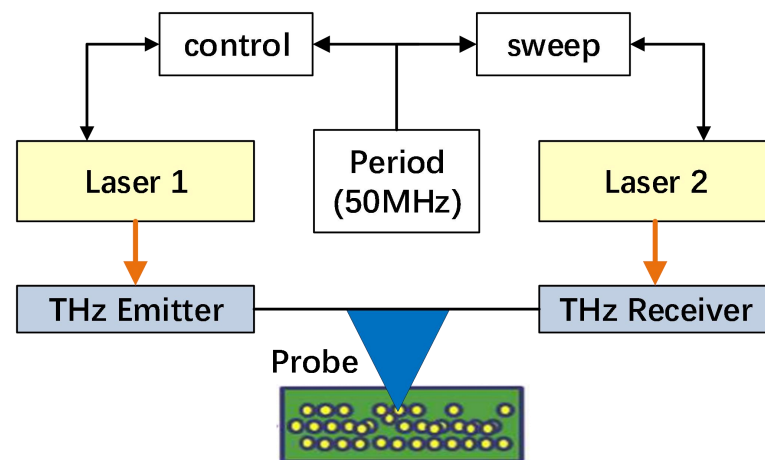 control
sweep
Period
(50MHz)
Laser 1
Laser 2
THz Emitter
THz Receiver
Probe